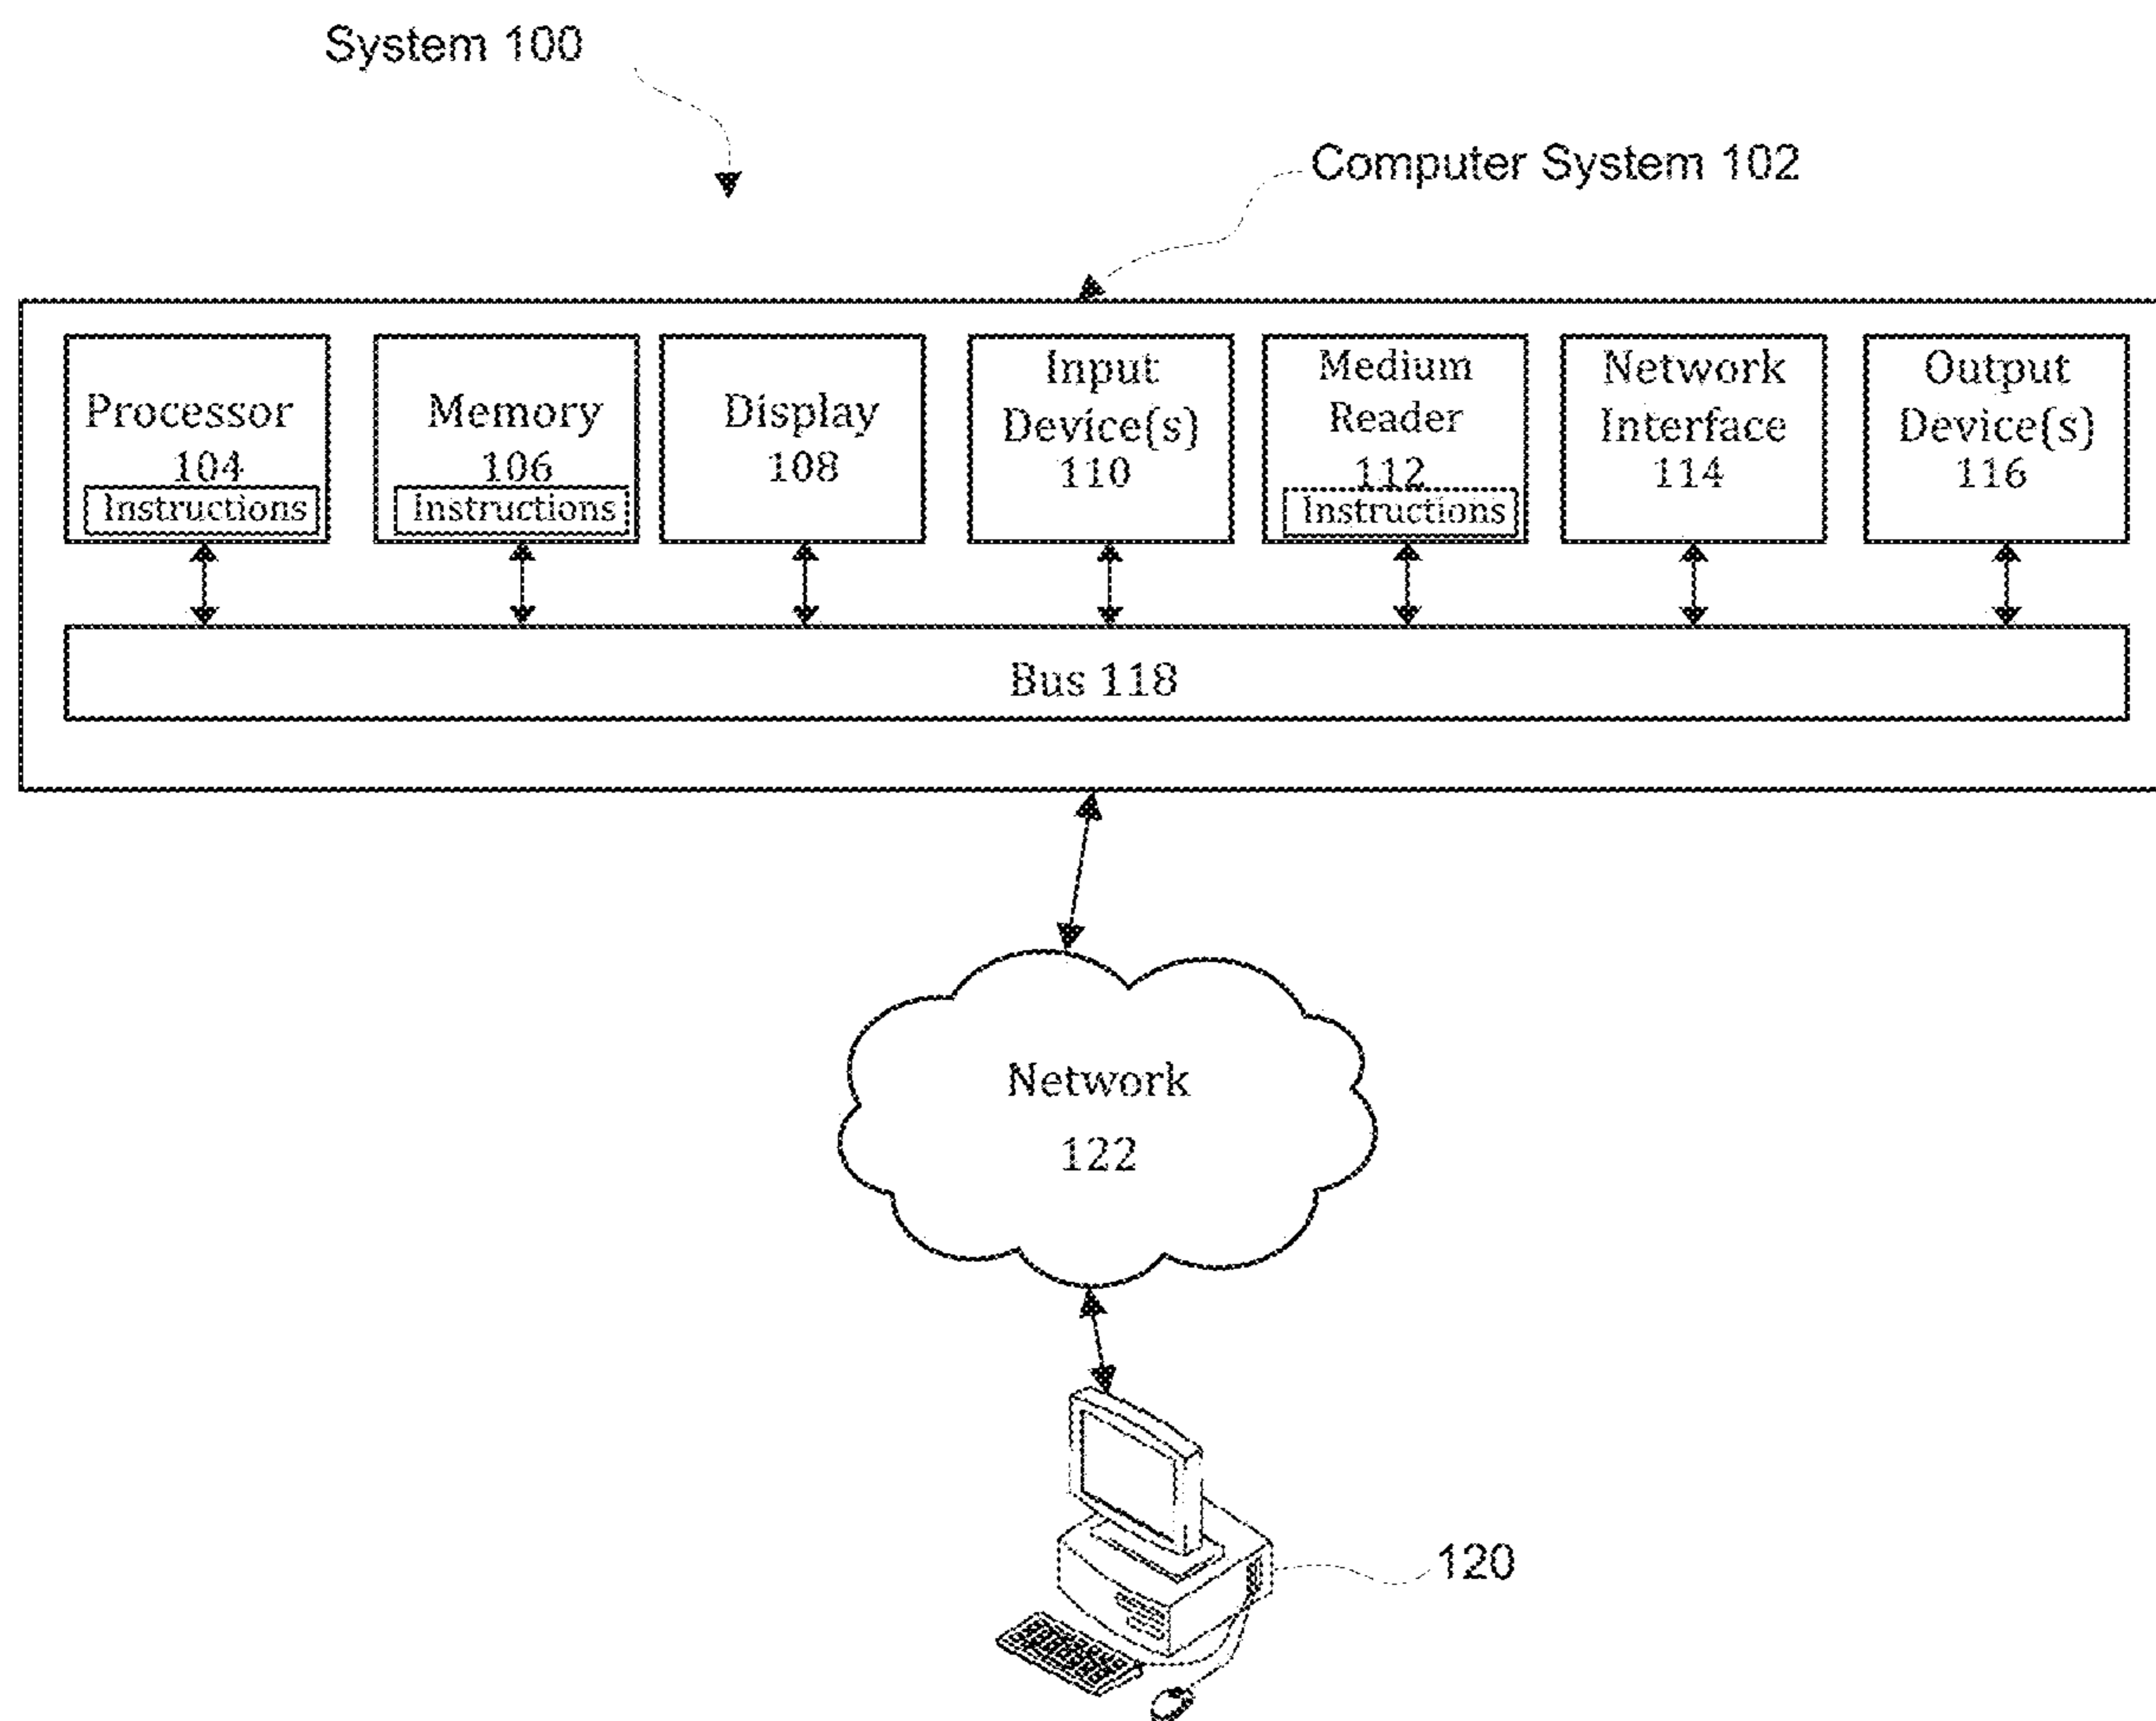 System 100
Computer System 102
Processor
104
Instructions
Memory
106
Instructions
Display
108
Input
Device(s)
110
Medium
Reader
112
Instructions
Network
Interface
114
Output
Device(s)
116
Bus 118
Network
122
120